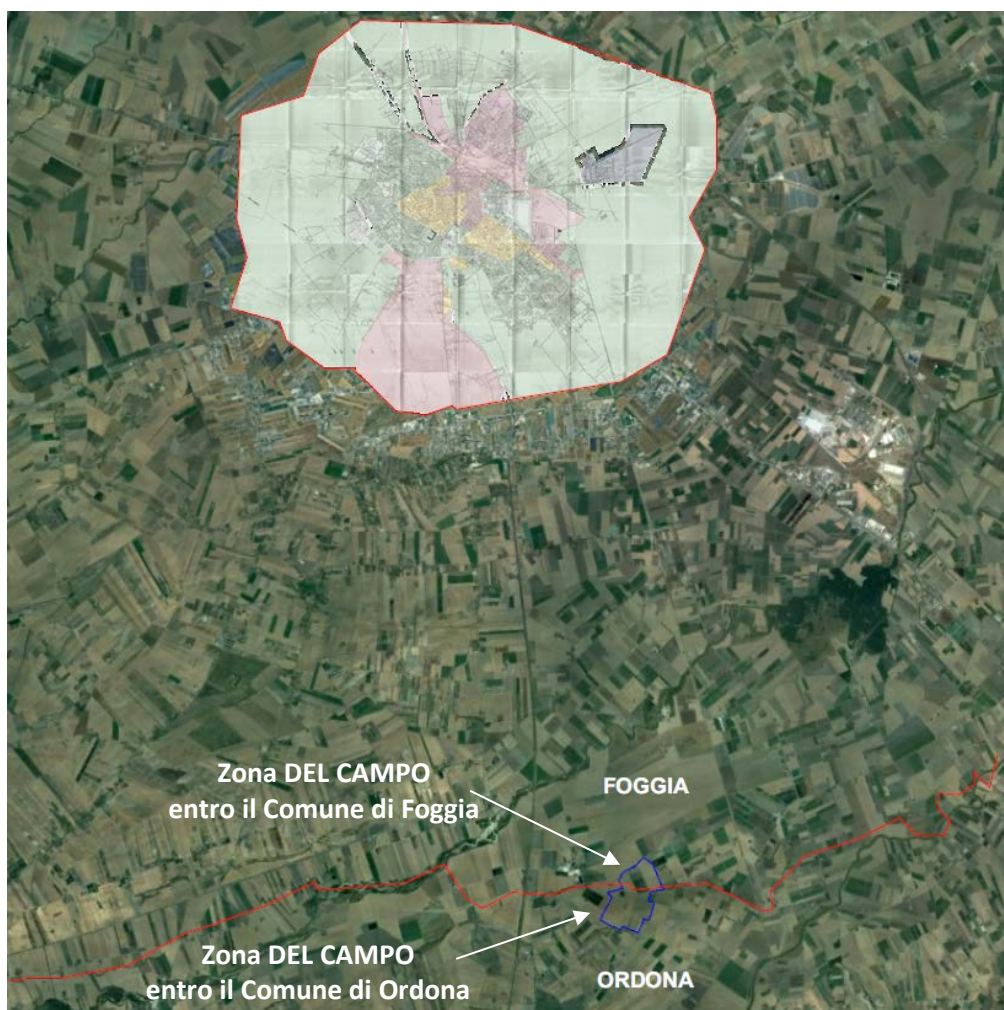 Zona DEL CAMPO
entro il Comune di Foggia
FOGGIA
Zona DEL CAMPO
entro il Comune di Ordona
ORDONA